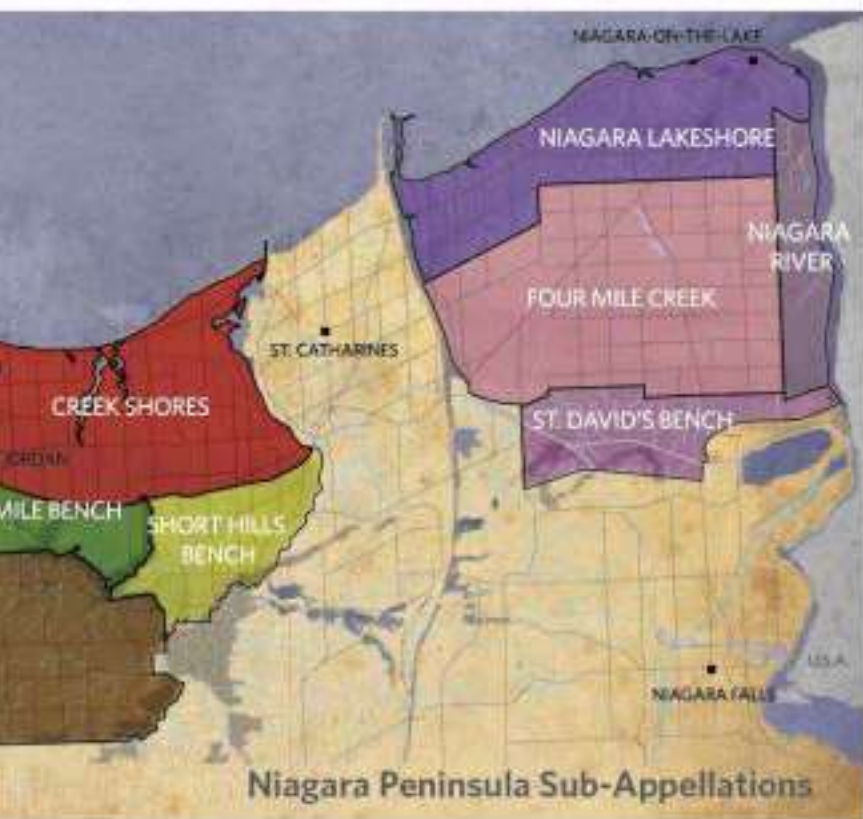 NIAGARA-ON-THE-LAKE
NIAGARA LAKESHORE
NIAGARA
RIVER
FOUR MILE CREEK
ST. CATHARINES
CREEK SHORES
ST. DAVID'S BENCH
JORDAN
MILE BENCH
SHORT HILLS
BENCH
U.S.A.
NIAGARA FALLS
Niagara Peninsula Sub-Appellations